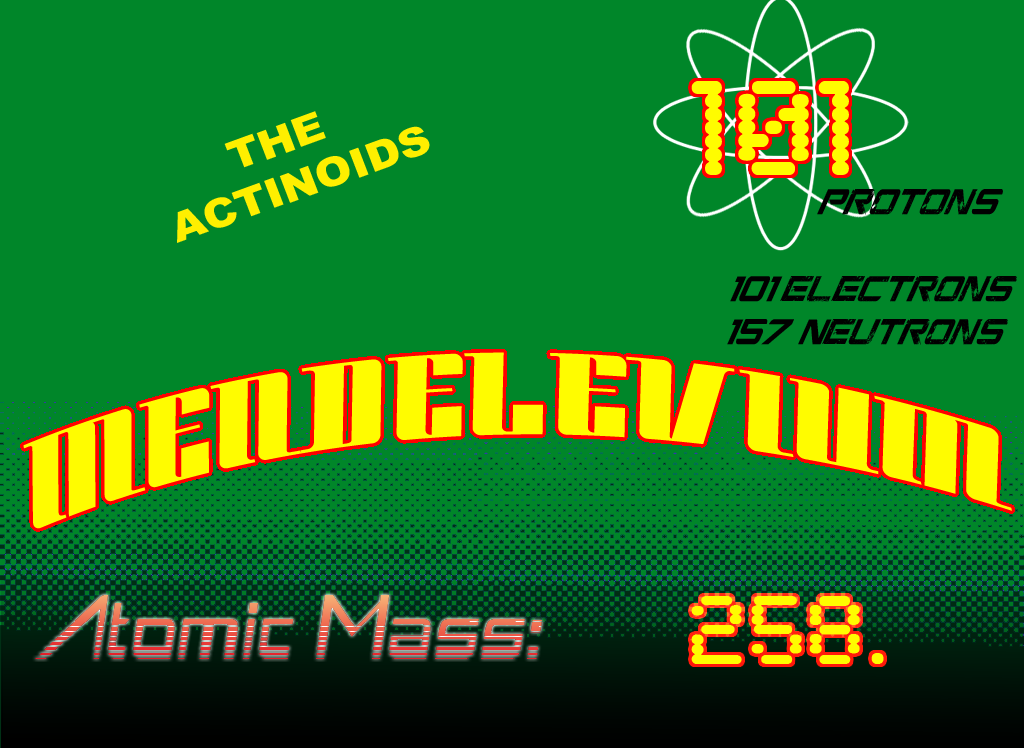 THE
ACTINOIDS
101
PROTONS
101 ELECTRONS
157 NEUTRONS
MENDELEVIUM
Atomic Mass: 258.